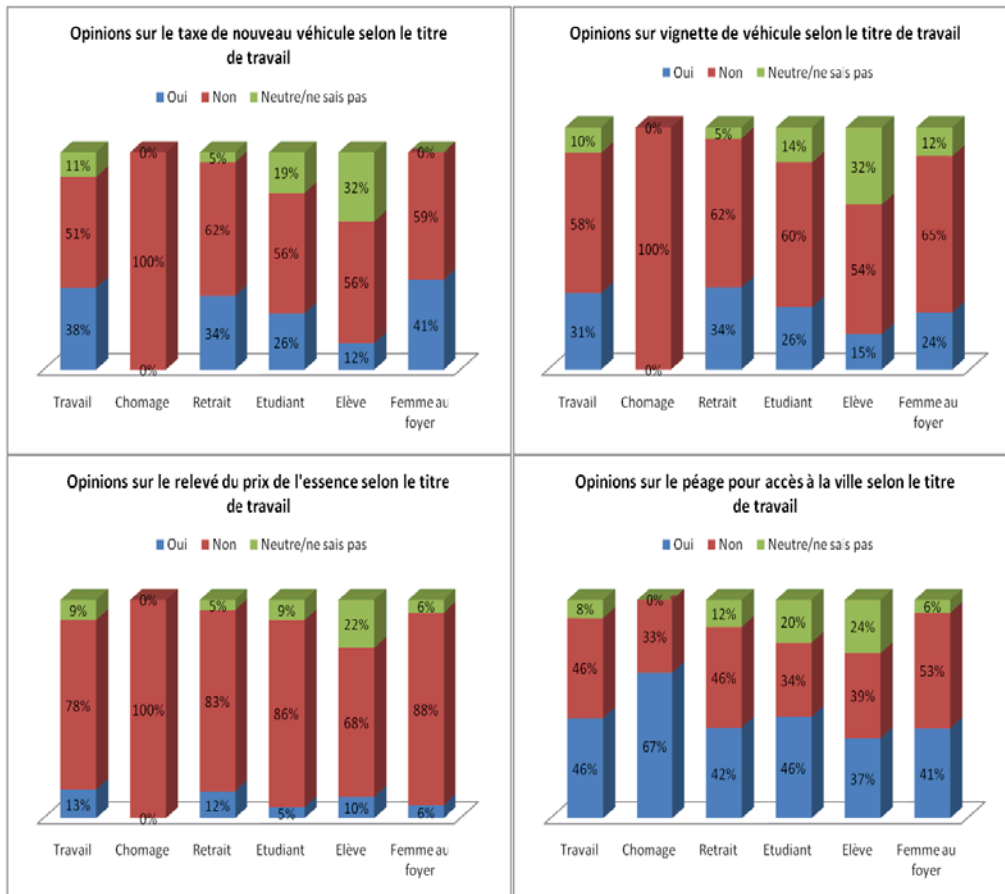 Opinions sur le taxe de nouveau véhicule selon le titre
de travail
Oui Non Neutre/ne sais pas
11% 0% 5% 19% 32% 0%
51% 100% 62% 56% 56% 59%
38% 0% 34% 26% 12% 41%
Travail Chomage Retrait Etudiant Elève Femme au
foyer
Opinions sur vignette de véhicule selon le titre de travail
Oui Non Neutre/ne sais pas
10% 0% 5% 14% 32% 12%
58% 100% 62% 60% 54% 65%
31% 0% 34% 26% 15% 24%
Travail Chomage Retrait Etudiant Elève Femme au
foyer
Opinions sur le relevé du prix de l'essence selon le titre
de travail
Oui Non Neutre/ne sais pas
9% 0% 5% 9% 22% 6%
78% 100% 83% 86% 68% 88%
13% 0% 12% 5% 10% 6%
Travail Chomage Retrait Etudiant Elève Femme au
foyer
Opinions sur le péage pour accès à la ville selon le titre
de travail
Oui Non Neutre/ne sais pas
8% 0% 12% 20% 24% 6%
46% 33% 46% 34% 39% 53%
46% 67% 42% 46% 37% 41%
Travail Chomage Retrait Etudiant Elève Femme au
foyer